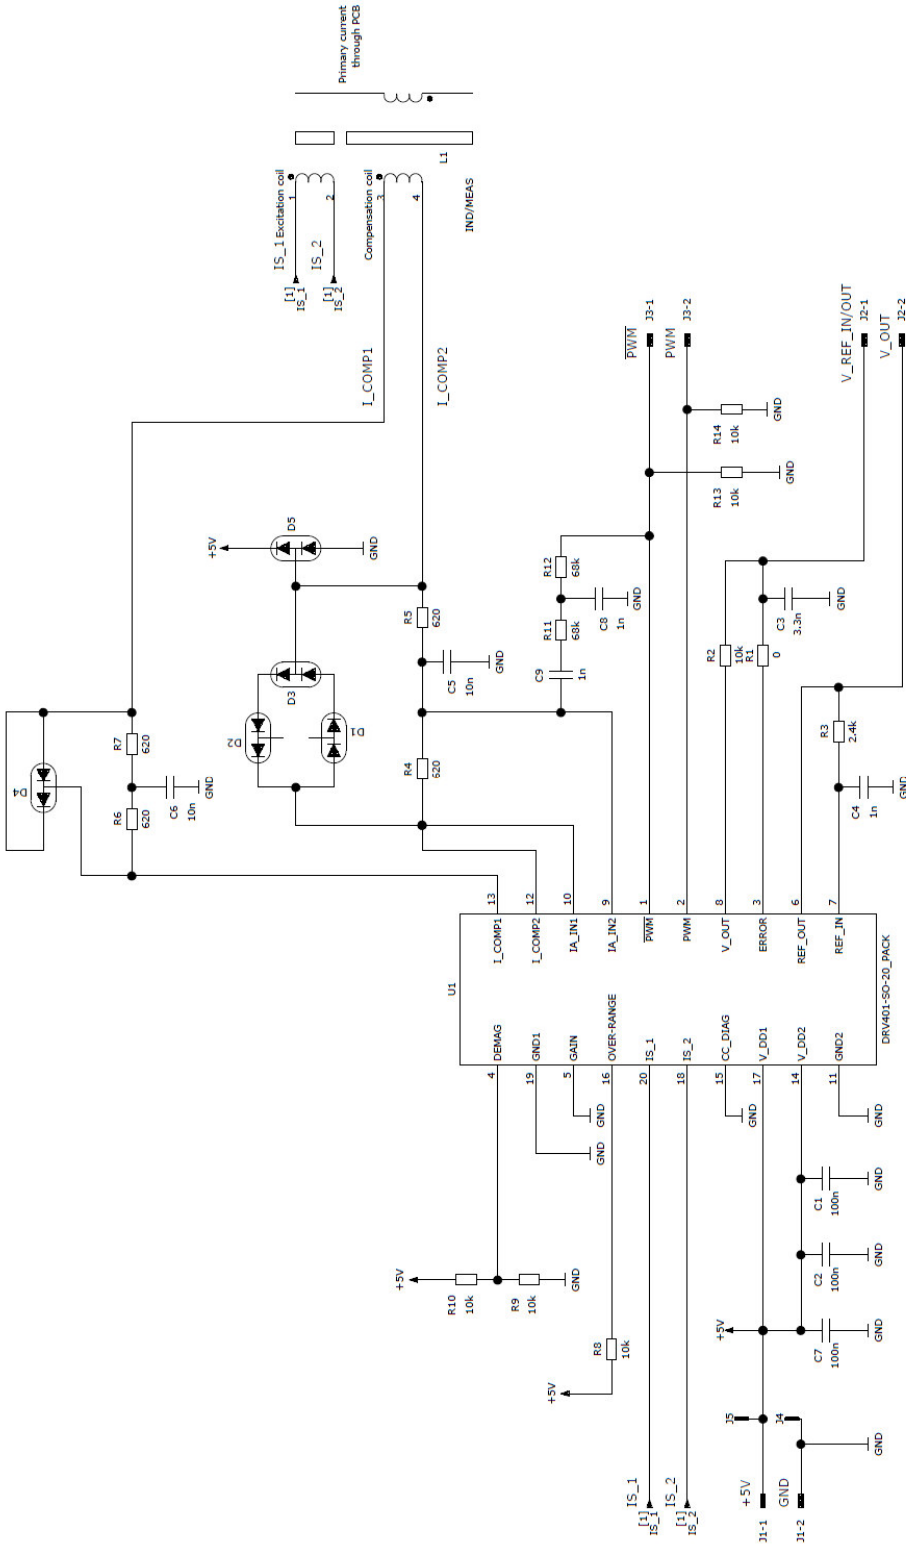 Primary current
through PCB
L1
IND/MEAS
Excitation coil
1
2
Compensation coil
3
4
IS_1
IS_2
[1]
IS_1
[1]
IS_2
I_COMP1
I_COMP2
PWM
J3-1
PWM
J3-2
V_REF_IN/OUT
J2-1
V_OUT
J2-2
R14
10k
GND
R13
10k
GND
+5V
D5
GND
R12
68k
C8
1n
GND
R11
68k
C9
1n
R5
620
C5
10n
GND
D3
D2
D1
R4
620
D4
R7
620
R6
620
C6
10n
GND
R2
10k
R1
0
C3
3.3n
GND
R3
2.4k
C4
1n
GND
13
12
10
9
1
2
8
3
6
7
I_COMP1
I_COMP2
IA_IN1
IA_IN2
PWM
PWM
V_OUT
ERROR
REF_OUT
REF_IN
U1
DRV401-SO-20_PACK
DEMAG
GND1
GAIN
OVER-RANGE
IS_1
IS_2
CC_DIAG
V_DD1
V_DD2
GND2
4
19
5
16
20
18
15
17
14
11
GND
GND
GND
GND
C1
100n
GND
C2
100n
GND
C7
100n
GND
+5V
+5V
R10
10k
R9
10k
GND
R8
10k
+5V
J5
J4
GND
IS_1
[1]
IS_1
IS_2
[1]
IS_2
+5V
J1-1
GND
J1-2